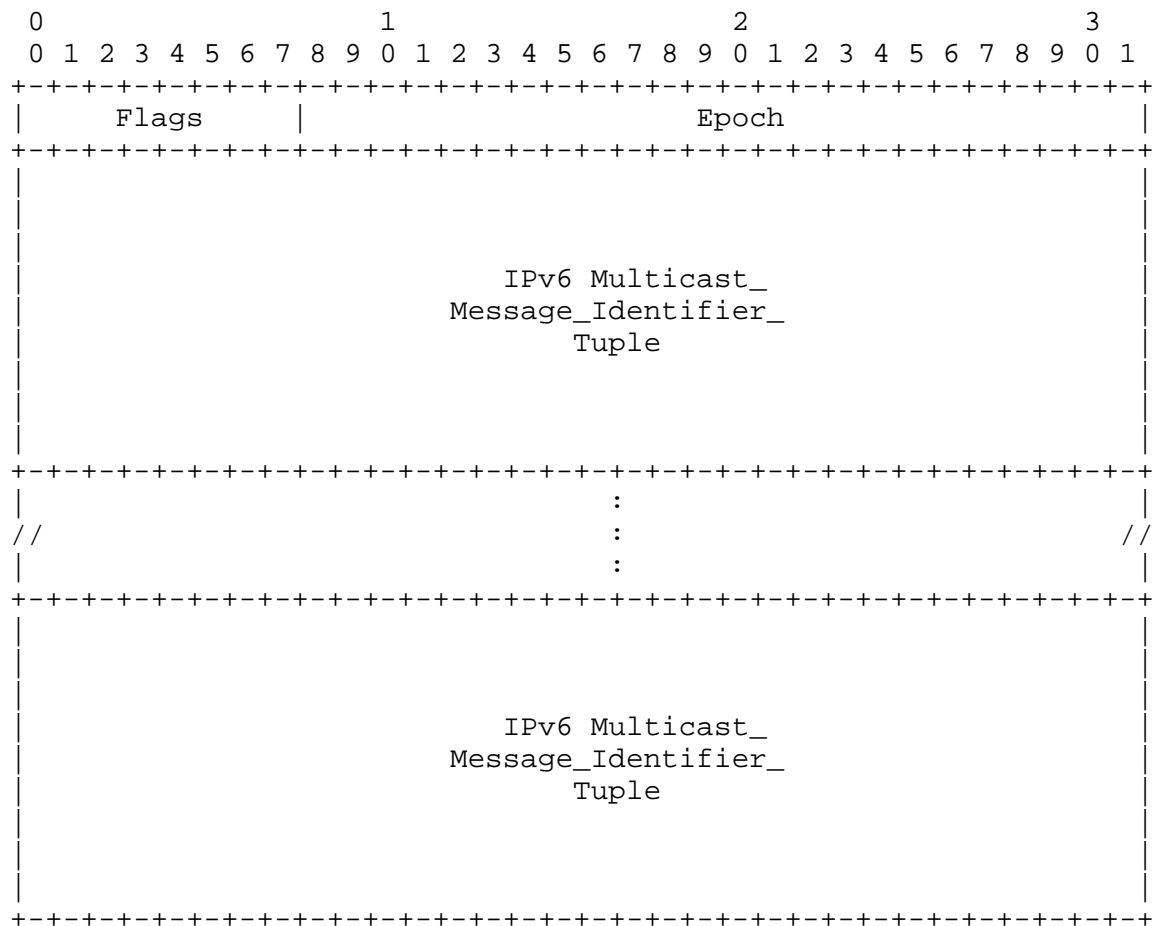 0                   1                   2                   3
 0 1 2 3 4 5 6 7 8 9 0 1 2 3 4 5 6 7 8 9 0 1 2 3 4 5 6 7 8 9 0 1
+-+-+-+-+-+-+-+-+-+-+-+-+-+-+-+-+-+-+-+-+-+-+-+-+-+-+-+-+-+-+-+-+
|     Flags     |                      Epoch                    |
+-+-+-+-+-+-+-+-+-+-+-+-+-+-+-+-+-+-+-+-+-+-+-+-+-+-+-+-+-+-+-+-+
|                                                               |
|                                                               |
|                                                               |
|                           IPv6 Multicast_                     |
|                        Message_Identifier_                    |
|                               Tuple                           |
|                                                               |
|                                                               |
|                                                               |
+-+-+-+-+-+-+-+-+-+-+-+-+-+-+-+-+-+-+-+-+-+-+-+-+-+-+-+-+-+-+-+-+
|                                 :                             |
//                                :                            //
|                                 :                             |
+-+-+-+-+-+-+-+-+-+-+-+-+-+-+-+-+-+-+-+-+-+-+-+-+-+-+-+-+-+-+-+-+
|                                                               |
|                                                               |
|                                                               |
|                           IPv6 Multicast_                     |
|                        Message_Identifier_                    |
|                               Tuple                           |
|                                                               |
|                                                               |
|                                                               |
+-+-+-+-+-+-+-+-+-+-+-+-+-+-+-+-+-+-+-+-+-+-+-+-+-+-+-+-+-+-+-+-+